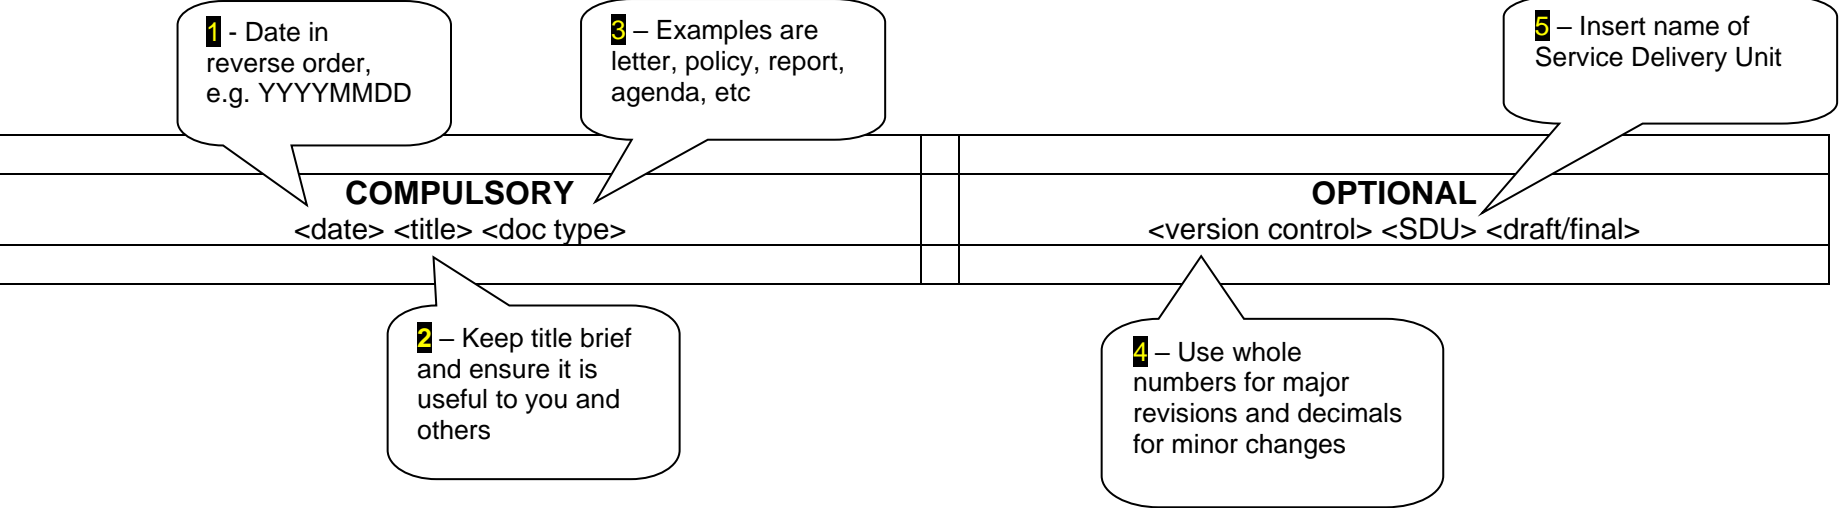 1 - Date in
reverse order,
e.g. YYYYMMDD
3 – Examples are
letter, policy, report,
agenda, etc
5 – Insert name of
Service Delivery Unit
COMPULSORY
<date> <title> <doc type>
OPTIONAL
<version control> <SDU> <draft/final>
2 – Keep title brief
and ensure it is
useful to you and
others
4 – Use whole
numbers for major
revisions and decimals
for minor changes